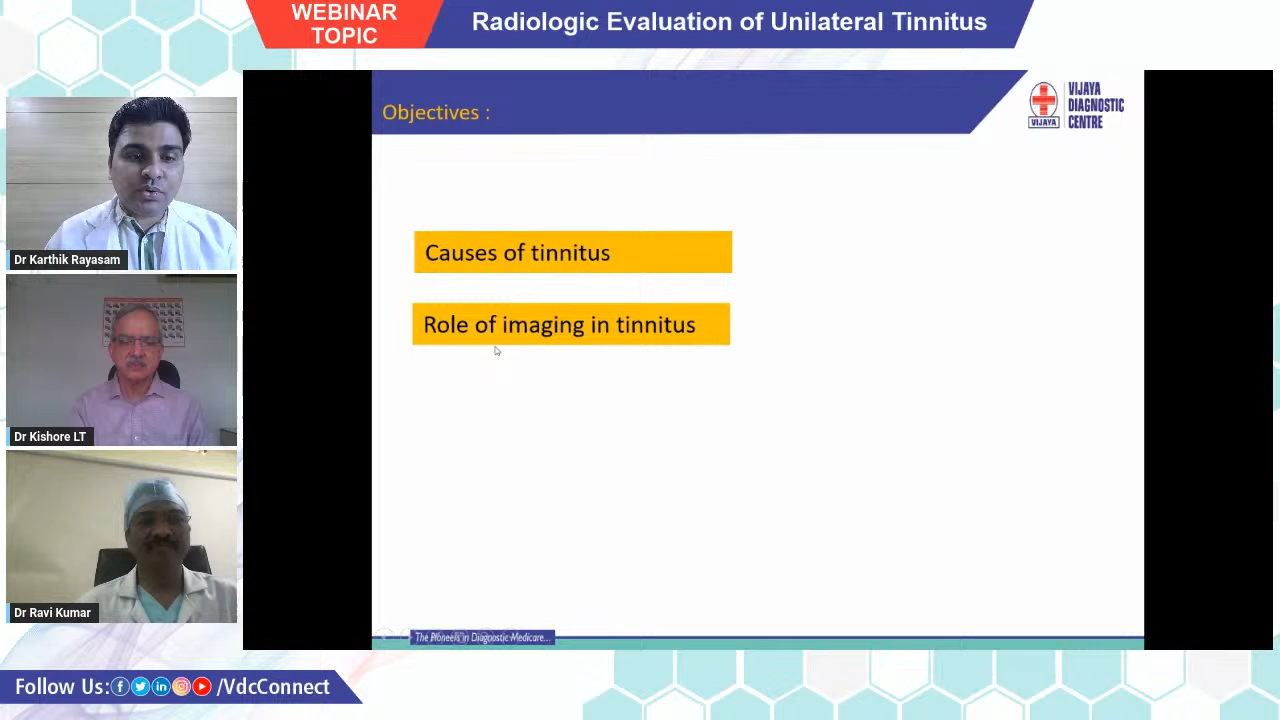 WEBINAR
TOPIC
Radiologic Evaluation of Unilateral Tinnitus
Objectives :
VIJAYA
DIAGNOSTIC
CENTRE
VIJAYA
Causes of tinnitus
Role of imaging in tinnitus
Dr Karthik Rayasam
Dr Kishore LT
Dr Ravi Kumar
The Pioneers in Diagnostic Medicare...
Follow Us: /VdcConnect